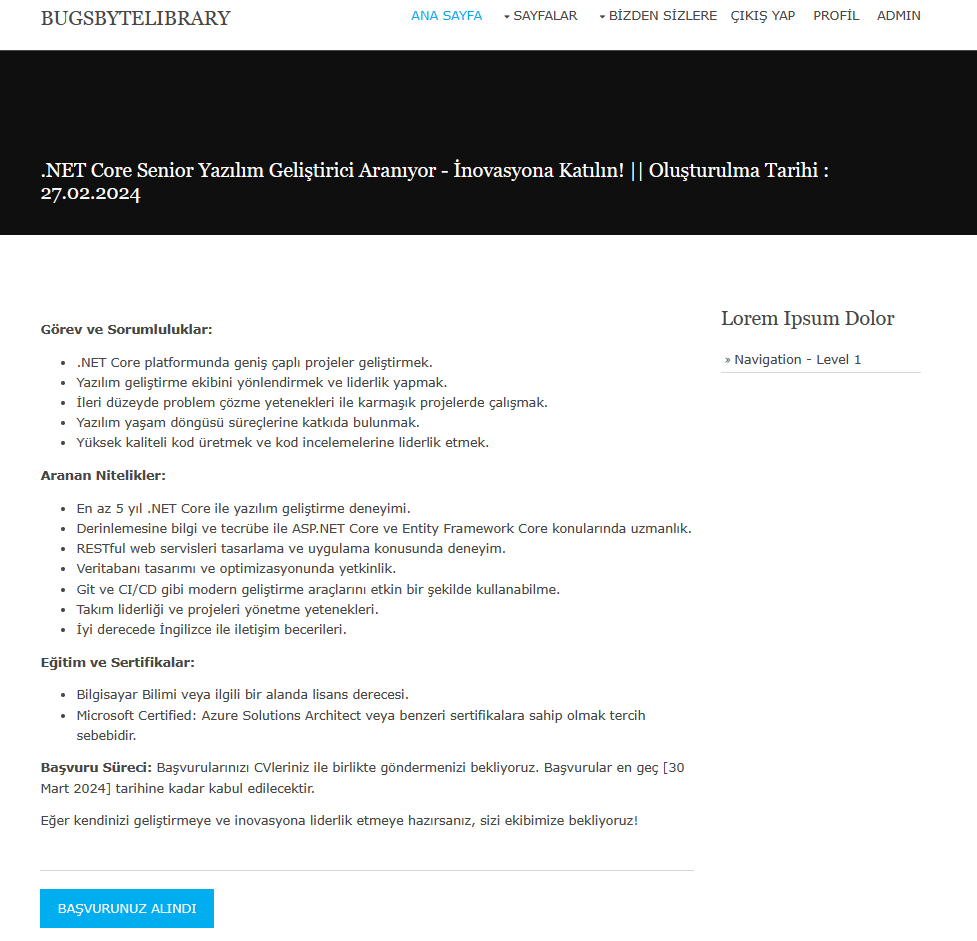 BUGSBYTELIBRARY
ANA SAYFA SAYFALAR BİZDEN SİZLERE ÇIKIŞ YAP PROFİL ADMIN
.NET Core Senior Yazılım Geliştirici Aranıyor - İnovasyona Katılın! || Oluşturulma Tarihi :
27.02.2024
Görev ve Sorumluluklar:
• .NET Core platformunda geniş çaplı projeler geliştirmek.
• Yazılım geliştirme ekibini yönlendirmek ve liderlik yapmak.
• İleri düzeyde problem çözme yetenekleri ile karmaşık projelerde çalışmak.
• Yazılım yaşam döngüsü süreçlerine katkıda bulunmak.
• Yüksek kaliteli kod üretmek ve kod incelemelerine liderlik etmek.
Aranan Nitelikler:
• En az 5 yıl .NET Core ile yazılım geliştirme deneyimi.
• Derinlemesine bilgi ve tecrübe ile ASP.NET Core ve Entity Framework Core konularında uzmanlık.
• RESTful web servisleri tasarlama ve uygulama konusunda deneyim.
• Veritabanı tasarımı ve optimizasyonunda yetkinlik.
• Git ve CI/CD gibi modern geliştirme araçlarını etkin bir şekilde kullanabilme.
• Takım liderliği ve projeleri yönetme yetenekleri.
• İyi derecede İngilizce ile iletişim becerileri.
Eğitim ve Sertifikalar:
• Bilgisayar Bilimi veya ilgili bir alanda lisans derecesi.
• Microsoft Certified: Azure Solutions Architect veya benzeri sertifikalara sahip olmak tercih
sebebidir.
Başvuru Süreci: Başvurularınızı CVleriniz ile birlikte göndermenizi bekliyoruz. Başvurular en geç [30
Mart 2024] tarihine kadar kabul edilecektir.
Eğer kendinizi geliştirmeye ve inovasyona liderlik etmeye hazırsanız, sizi ekibimize bekliyoruz!
BAŞVURUNUZ ALINDI
Lorem Ipsum Dolor
» Navigation - Level 1